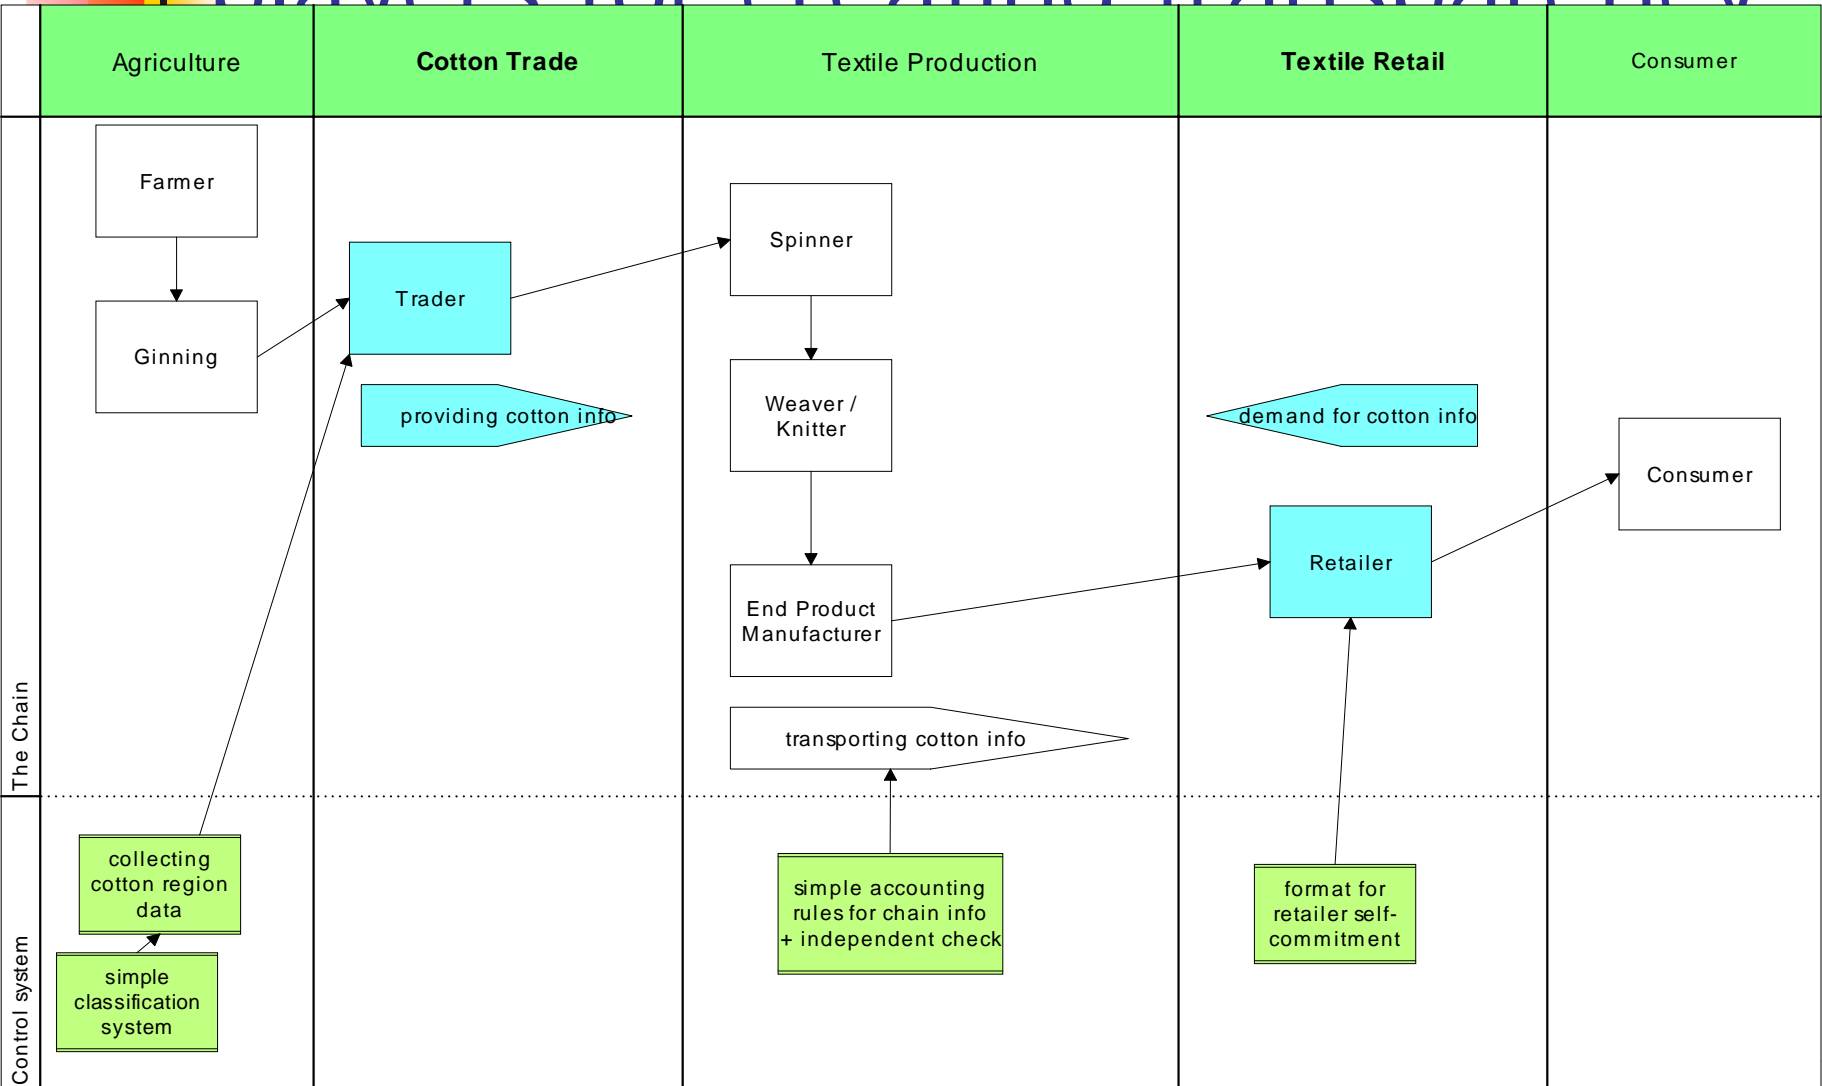 Agriculture
Cotton Trade
Textile Production
Textile Retail
Consumer
The Chain
Farmer
Ginning
Trader
providing cotton info
Spinner
Weaver /
Knitter
End Product
Manufacturer
transporting cotton info
demand for cotton info
Retailer
Consumer
Control system
collecting
cotton region
data
simple
classification
system
simple accounting
rules for chain info
+ independent check
format for
retailer self-
commitment